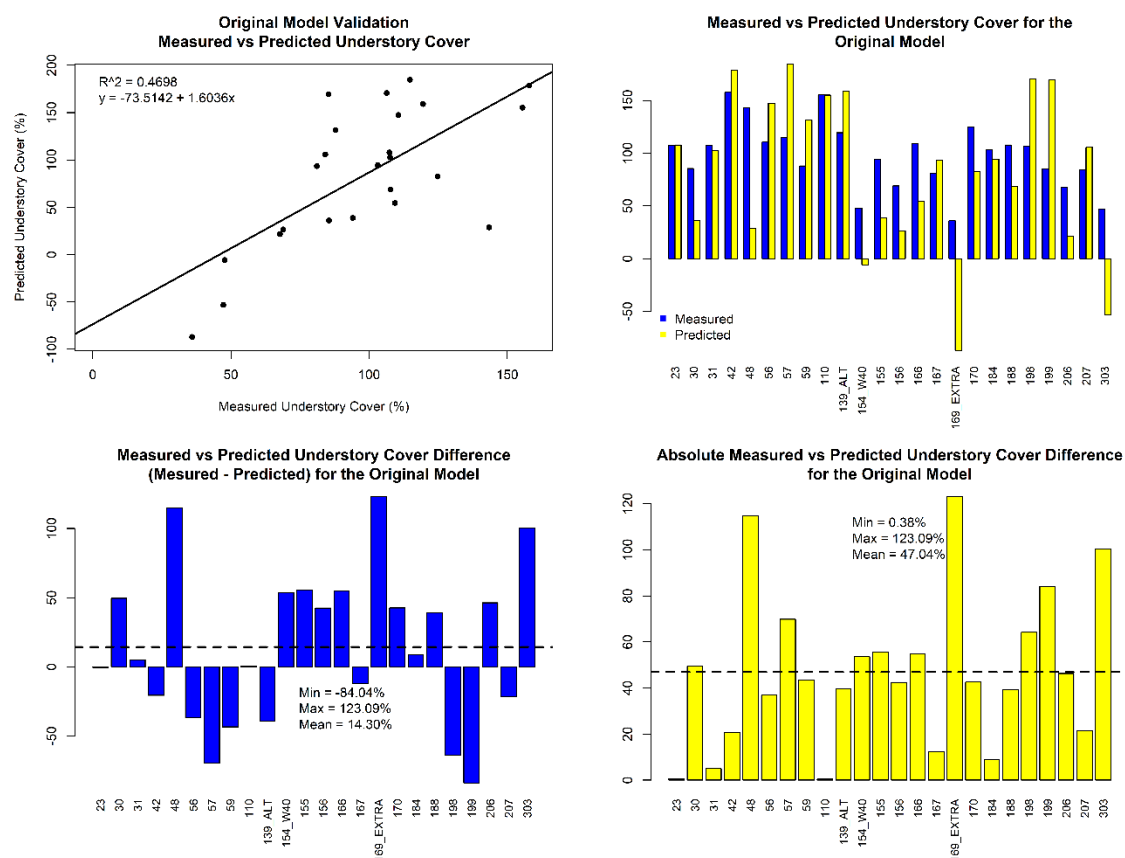 Original Model Validation
Measured vs Predicted Understory Cover
R^2 = 0.4698
y = -73.5142 + 1.6036x
Predicted Understory Cover (%)
200
150
100
50
0
-50
-100
0 50 100 150
Measured Understory Cover (%)
Measured vs Predicted Understory Cover for the
Original Model
150
100
50
0
-50
Measured
Predicted
23 30 31 42 48 56 57 59 110 139_ALT 154_W40 155 156 166 167 169_EXTRA 170 184 188 198 199 206 207 303
Measured vs Predicted Understory Cover Difference
(Mesured - Predicted) for the Original Model
100
50
0
-50
Min = -84.04%
Max = 123.09%
Mean = 14.30%
23 30 31 42 48 56 57 59 110 139_ALT 154_W40 155 156 166 167 69_EXTRA 170 184 188 198 199 206 207 303
Absolute Measured vs Predicted Understory Cover Difference
for the Original Model
120
100
80
60
40
20
0
Min = 0.38%
Max = 123.09%
Mean = 47.04%
23 30 31 42 48 56 57 59 110 139_ALT 154_W40 155 156 166 167 69_EXTRA 170 184 188 198 199 206 207 303